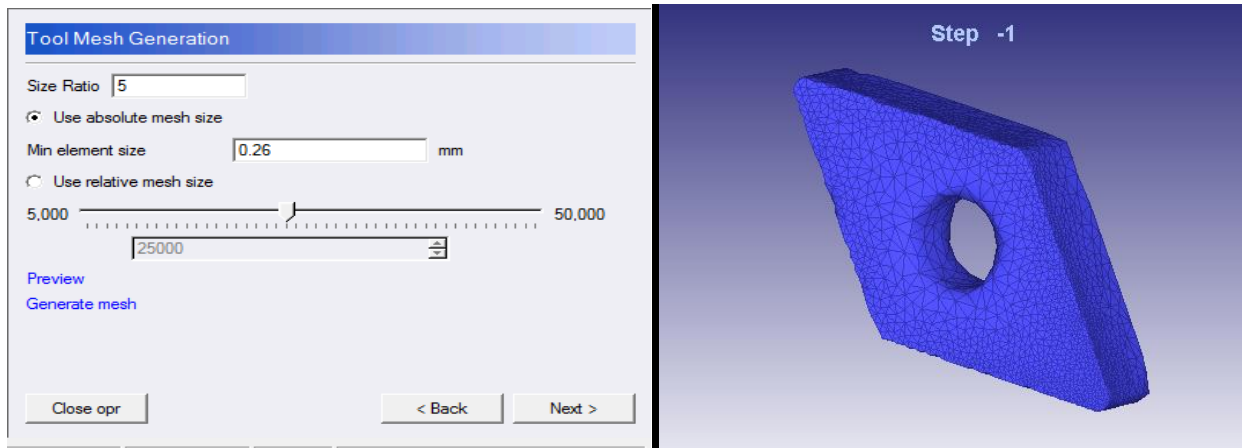 Tool Mesh Generation
Size Ratio 5
Use absolute mesh size
Min element size 0.26 mm
Use relative mesh size
5,000 50,000
25000
Preview
Generate mesh
Close opr < Back Next >
Step -1